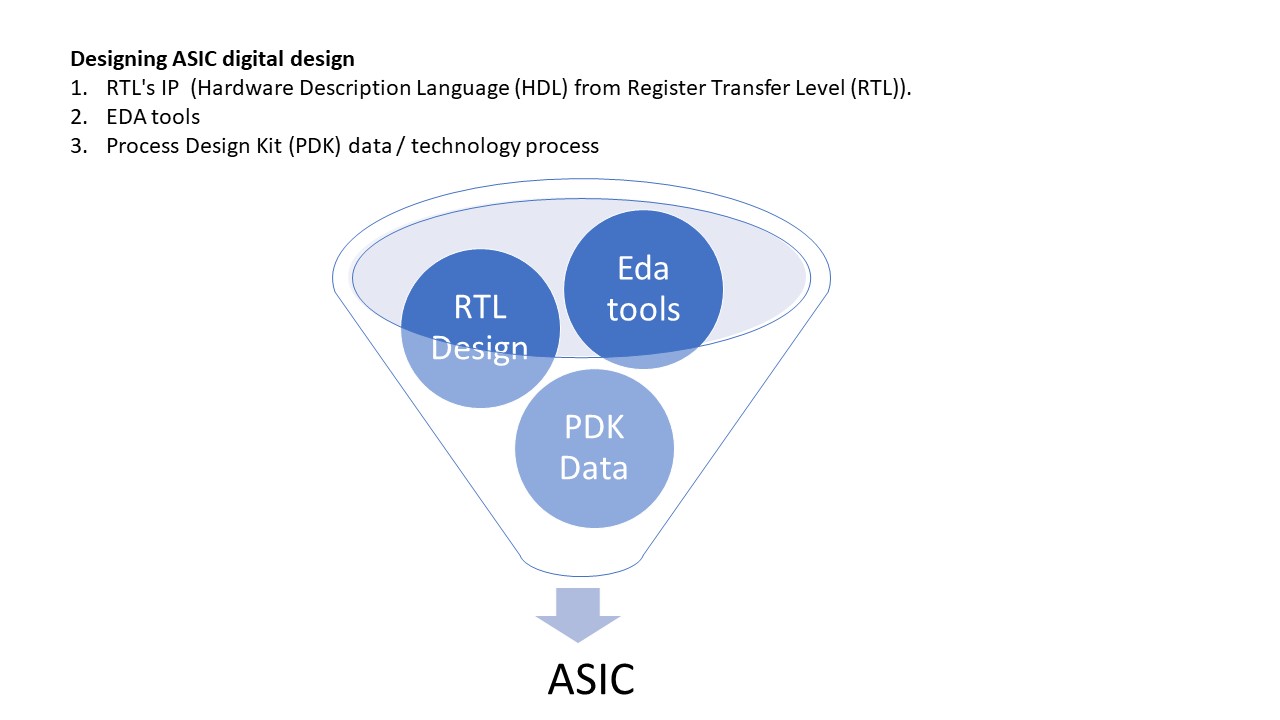 Designing ASIC digital design
1. RTL's IP  (Hardware Description Language (HDL) from Register Transfer Level (RTL)).
2. EDA tools
3. Process Design Kit (PDK) data / technology process
Eda
tools
RTL
Design
PDK
Data
ASIC